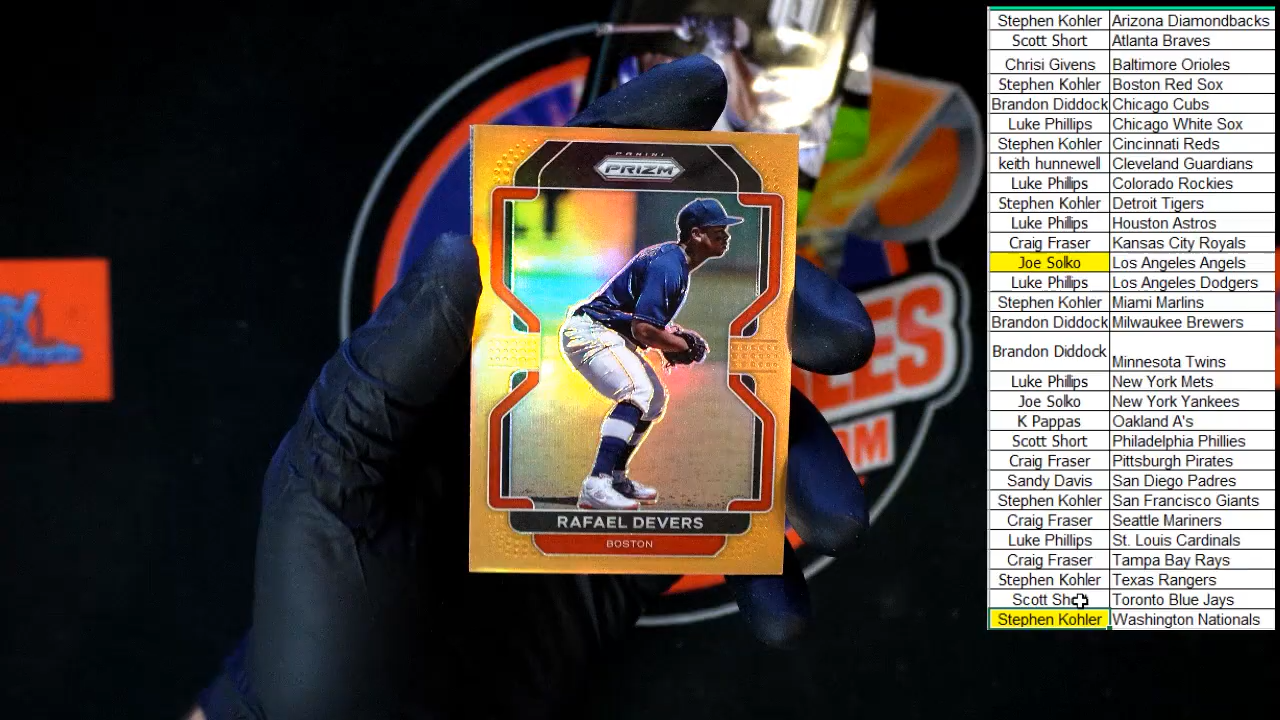 PANINI
PRIZM
RAFAEL DEVERS
BOSTON
Stephen Kohler Arizona Diamondbacks
Scott Short Atlanta Braves
Chrisi Givens Baltimore Orioles
Stephen Kohler Boston Red Sox
Brandon Diddock Chicago Cubs
Luke Phillips Chicago White Sox
Stephen Kohler Cincinnati Reds
keith hunnewell Cleveland Guardians
Luke Phillips Colorado Rockies
Stephen Kohler Detroit Tigers
Luke Phillips Houston Astros
Craig Fraser Kansas City Royals
Joe Solko Los Angeles Angels
Luke Phillips Los Angeles Dodgers
Stephen Kohler Miami Marlins
Brandon Diddock Milwaukee Brewers
Brandon Diddock Minnesota Twins
Luke Phillips New York Mets
Joe Solko New York Yankees
K Pappas Oakland A's
Scott Short Philadelphia Phillies
Craig Fraser Pittsburgh Pirates
Sandy Davis San Diego Padres
Stephen Kohler San Francisco Giants
Craig Fraser Seattle Mariners
Luke Phillips St. Louis Cardinals
Craig Fraser Tampa Bay Rays
Stephen Kohler Texas Rangers
Scott Short Toronto Blue Jays
Stephen Kohler Washington Nationals